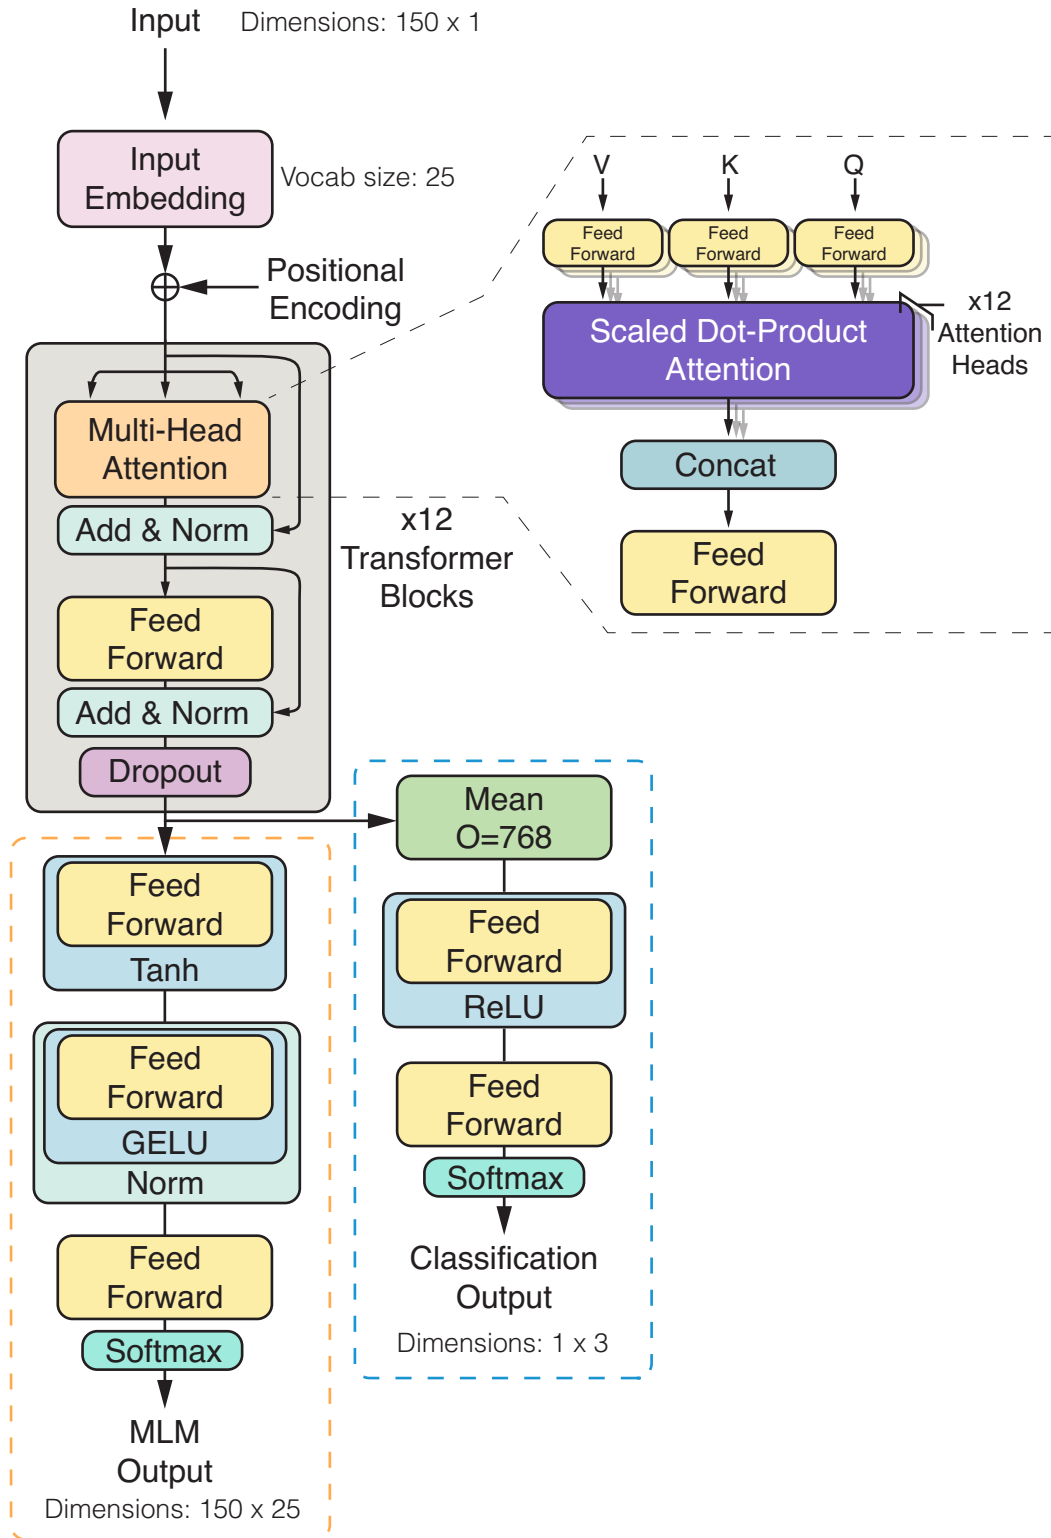 Input
Dimensions: 150 x 1
Input
Embedding
Vocab size: 25
Positional
Encoding
Multi-Head
Attention
Add & Norm
Feed
Forward
Add & Norm
Dropout
x12
Transformer
Blocks
V
K
Q
Feed
Forward
Feed
Forward
Feed
Forward
Scaled Dot-Product
Attention
x12
Attention
Heads
Concat
Feed
Forward
Feed
Forward
Tanh
Feed
Forward
GELU
Norm
Feed
Forward
Softmax
MLM
Output
Dimensions: 150 x 25
Mean
O=768
Feed
Forward
ReLU
Feed
Forward
Softmax
Classification
Output
Dimensions: 1 x 3